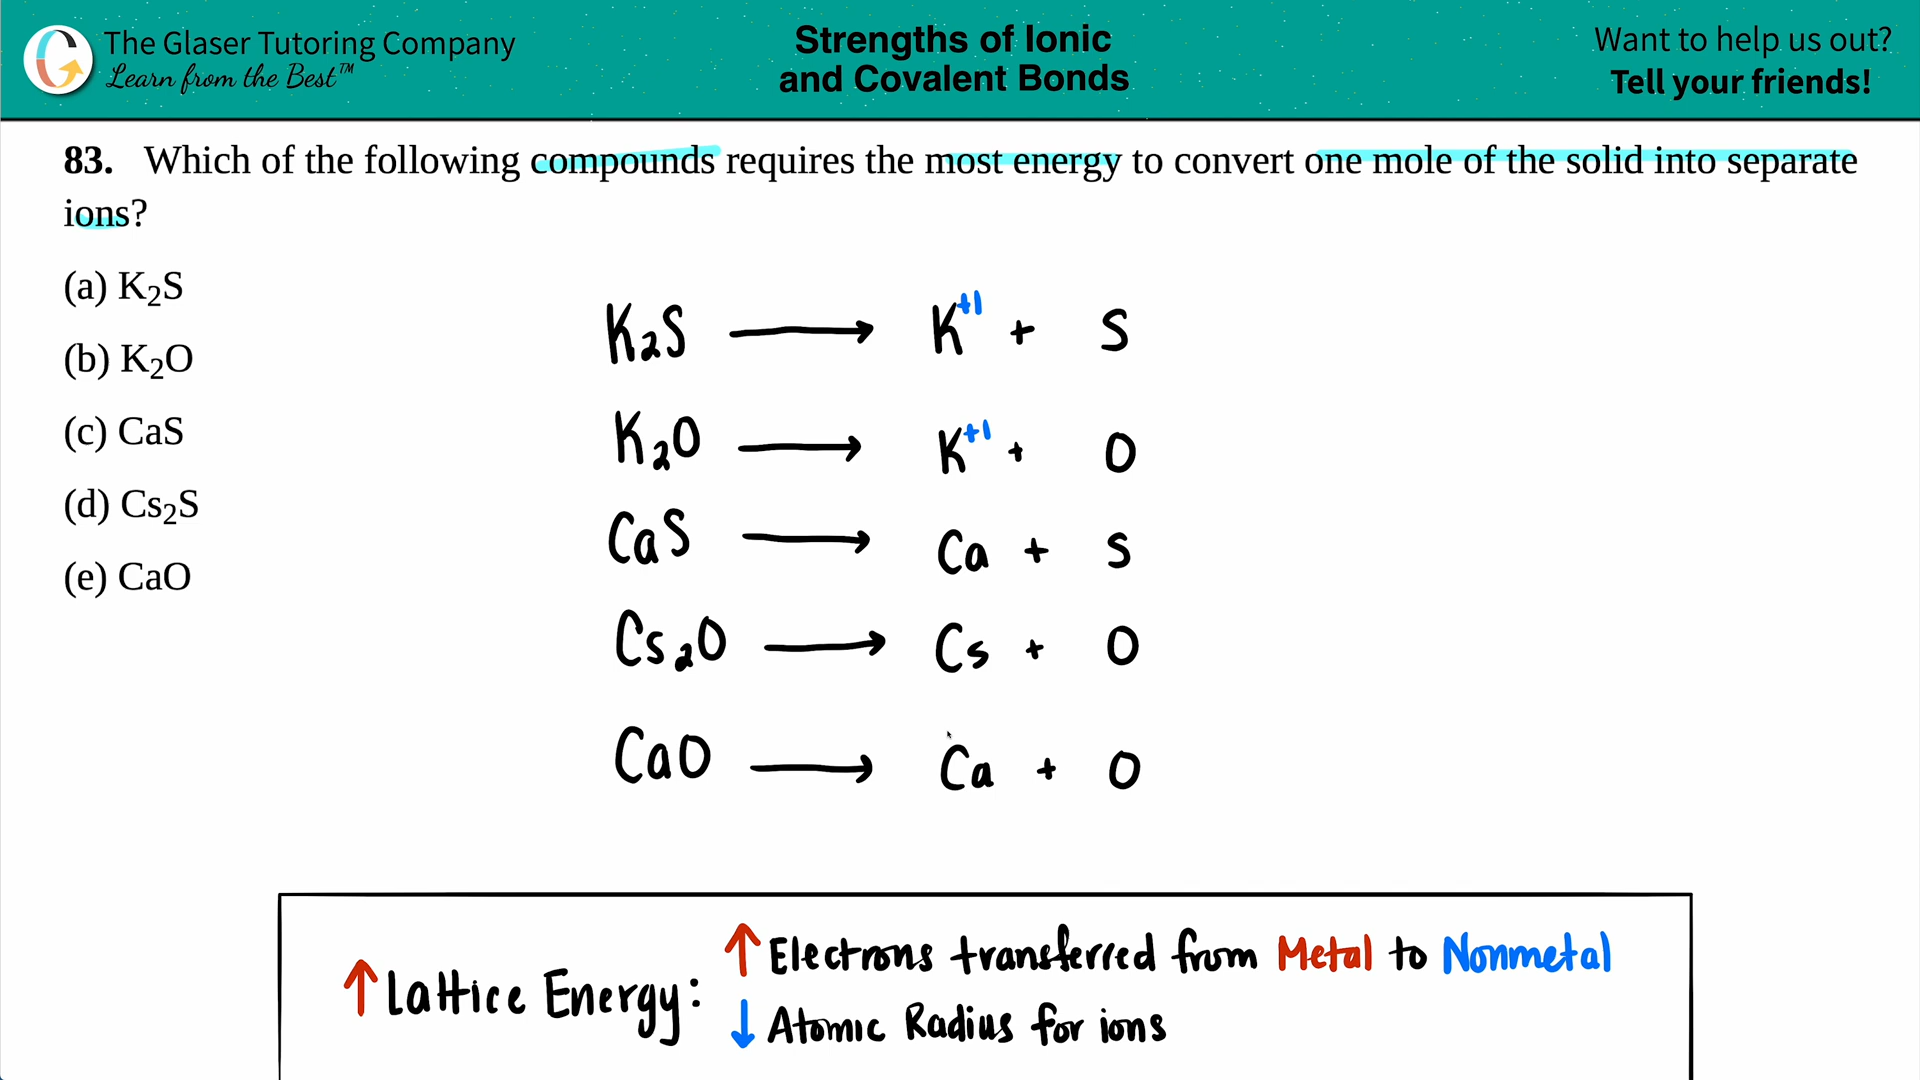 The Glaser Tutoring Company
Learn from the Best™
Strengths of Ionic
and Covalent Bonds
Want to help us out?
Tell your friends!
83. Which of the following compounds requires the most energy to convert one mole of the solid into separate
ions?
(a) K₂S
(b) K₂O
(c) CaS
(d) Cs₂S
(e) CaO
K₂S ⟶ K⁺¹ + S
K₂O ⟶ K⁺¹ + O
CaS ⟶ Ca + S
Cs₂O ⟶ Cs + O
CaO ⟶ Ca + O
↑ Lattice Energy:
↑ Electrons transferred from Metal to Nonmetal
↓ Atomic Radius for ions